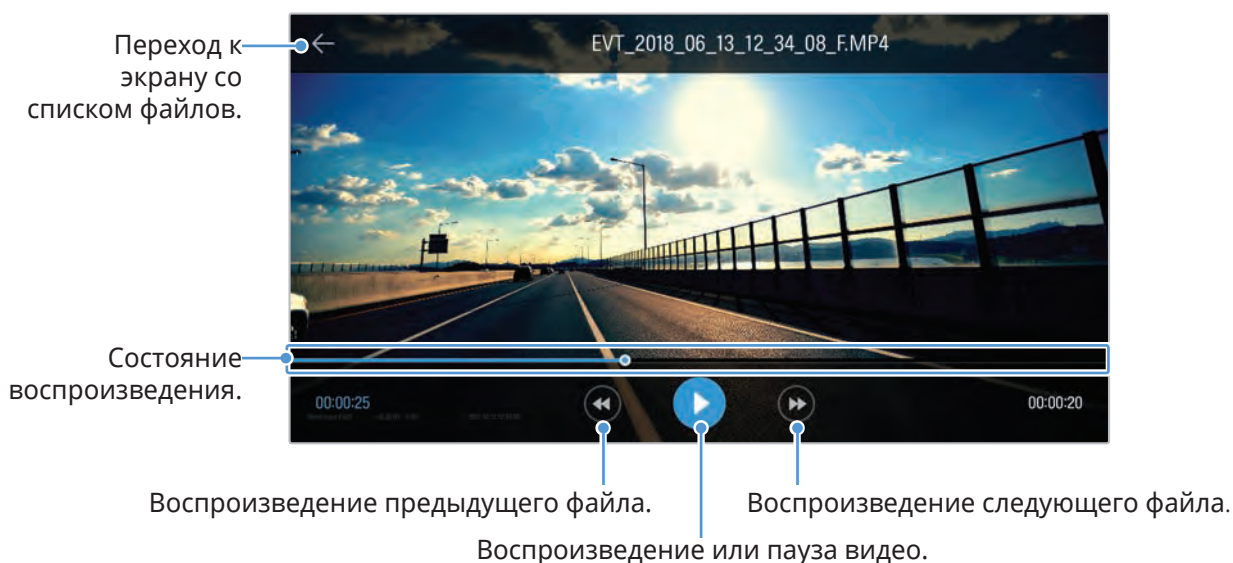 Переход к
экрану со
списком файлов.
EVT_2018_06_13_12_34_08_F.MP4
Состояние
воспроизведения.
00:00:25
00:00:20
Воспроизведение предыдущего файла.
Воспроизведение следующего файла.
Воспроизведение или пауза видео.